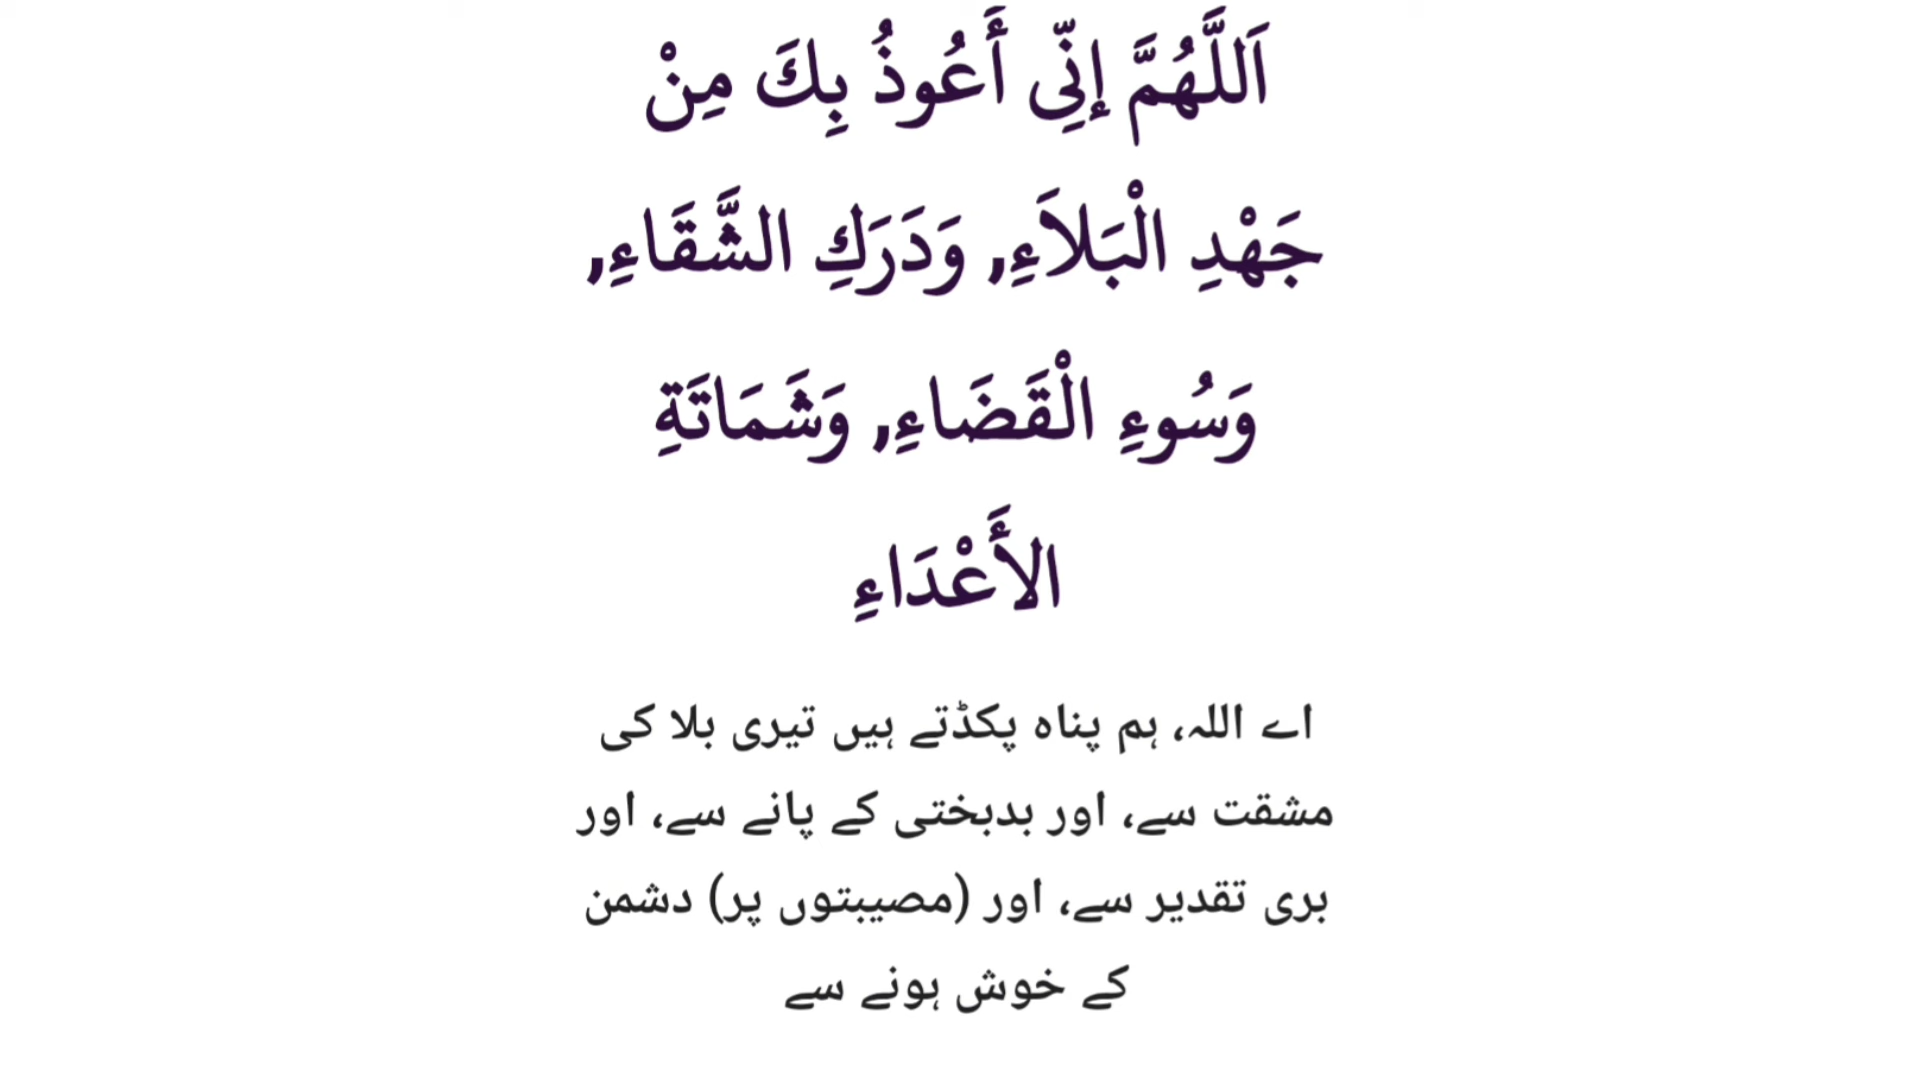 اَللَّهُمَّ إنِّى أَعُوذُ بِكَ مِنْ
جَهْدِ الْبَلاَءِ, وَدَرَكِ الشَّقَاءِ,
وَسُوءِ الْقَضَاءِ, وَشَمَاتَةِ
الأَعْدَاءِ
اے اللہ، ہم پناہ پکڈتے ہیں تیری بلا کی
مشقت سے، اور بدبختی کے پانے سے، اور
بری تقدیر سے، اور (مصیبتوں پر) دشمن
کے خوش ہونے سے